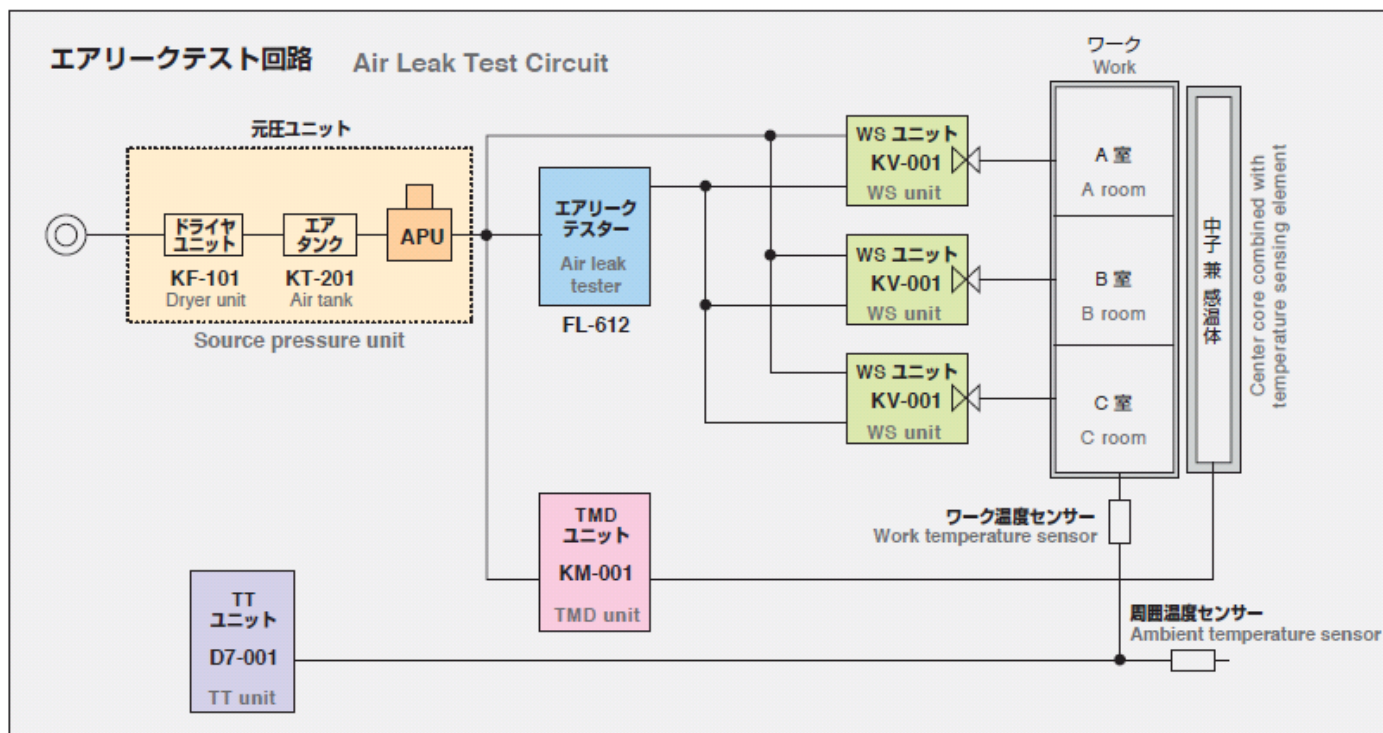 エアリークテスト回路 Air Leak Test Circuit
ワーク
Work
元圧ユニット
ドライヤ
ユニット
KF-101
Dryer unit
エア
タンク
KT-201
Air tank
APU
Source pressure unit
エアリーク
テスター
Air leak
tester
FL-612
WS ユニット
KV-001
WS unit
WS ユニット
KV-001
WS unit
WS ユニット
KV-001
WS unit
A 室
A room
B 室
B room
C 室
C room
中子 兼 感温体
Center core combined with
temperature sensing element
ワーク温度センサー
Work temperature sensor
TMD
ユニット
KM-001
TMD unit
周囲温度センサー
Ambient temperature sensor
TT
ユニット
D7-001
TT unit